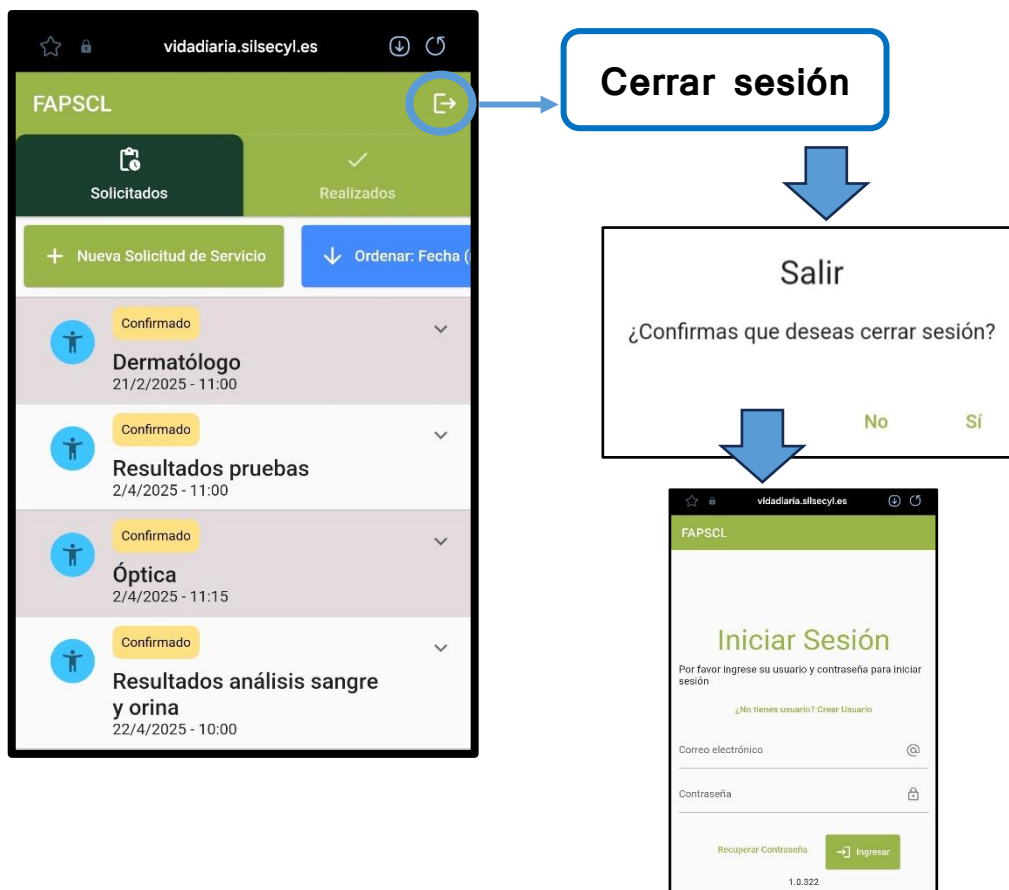 vidadiaria.silsecyl.es
FAPSCL
Solicitados
Realizados
+ Nueva Solicitud de Servicio
Ordenar: Fecha (
Confirmado
Dermatólogo
21/2/2025 - 11:00
Confirmado
Resultados pruebas
2/4/2025 - 11:00
Confirmado
Óptica
2/4/2025 - 11:15
Confirmado
Resultados análisis sangre
y orina
22/4/2025 - 10:00
Cerrar sesión
Salir
¿Confirmas que deseas cerrar sesión?
No
Sí
vidadiaria.silsecyl.es
FAPSCL
Iniciar Sesión
Por favor ingrese su usuario y contraseña para iniciar
sesión
¿No tienes usuario? Crear Usuario
Correo electrónico @
Contraseña
Recuperar Contraseña
Ingresar
1.0.322